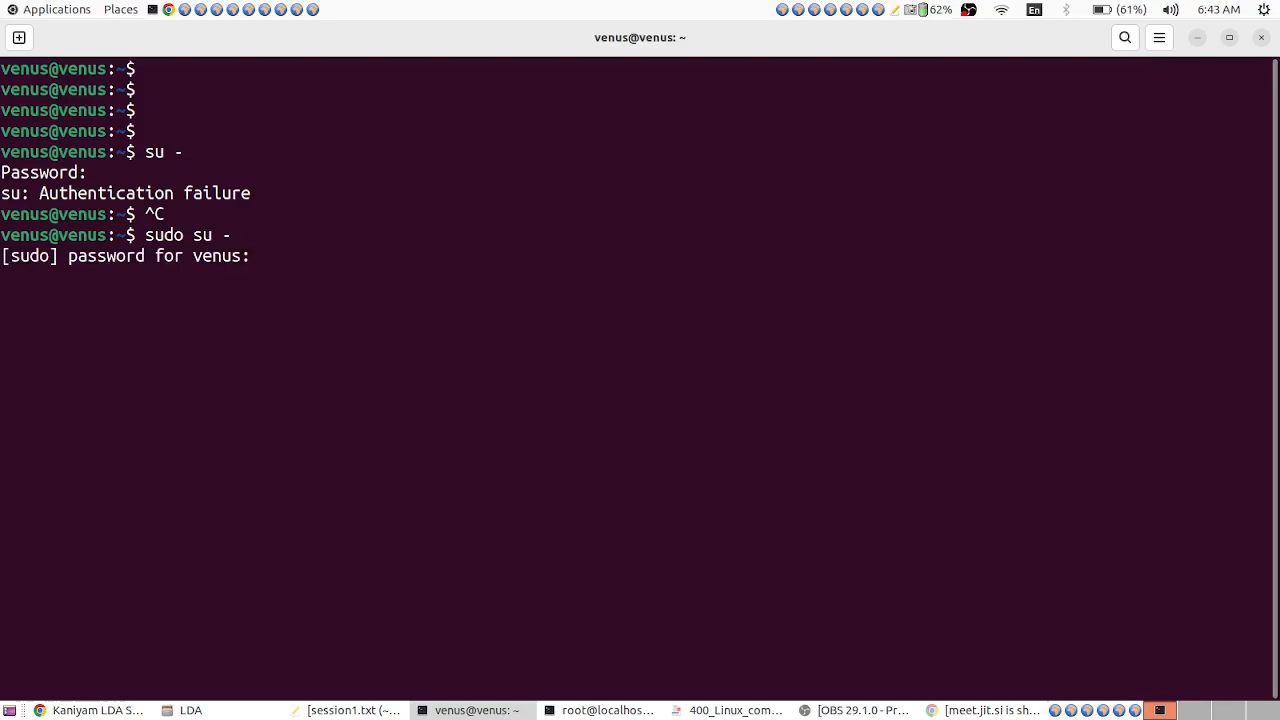 Applications Places 62% En (61%) 6:43 AM
venus@venus: ~
venus@venus:~$
venus@venus:~$
venus@venus:~$
venus@venus:~$
venus@venus:~$ su -
Password:
su: Authentication failure
venus@venus:~$ ^C
venus@venus:~$ sudo su -
[sudo] password for venus:
Kaniyam LDA S... LDA [session1.txt (~... venus@venus: ~ root@localhos... 400_Linux_com... [OBS 29.1.0 - Pr... [meet.jit.si is sh...